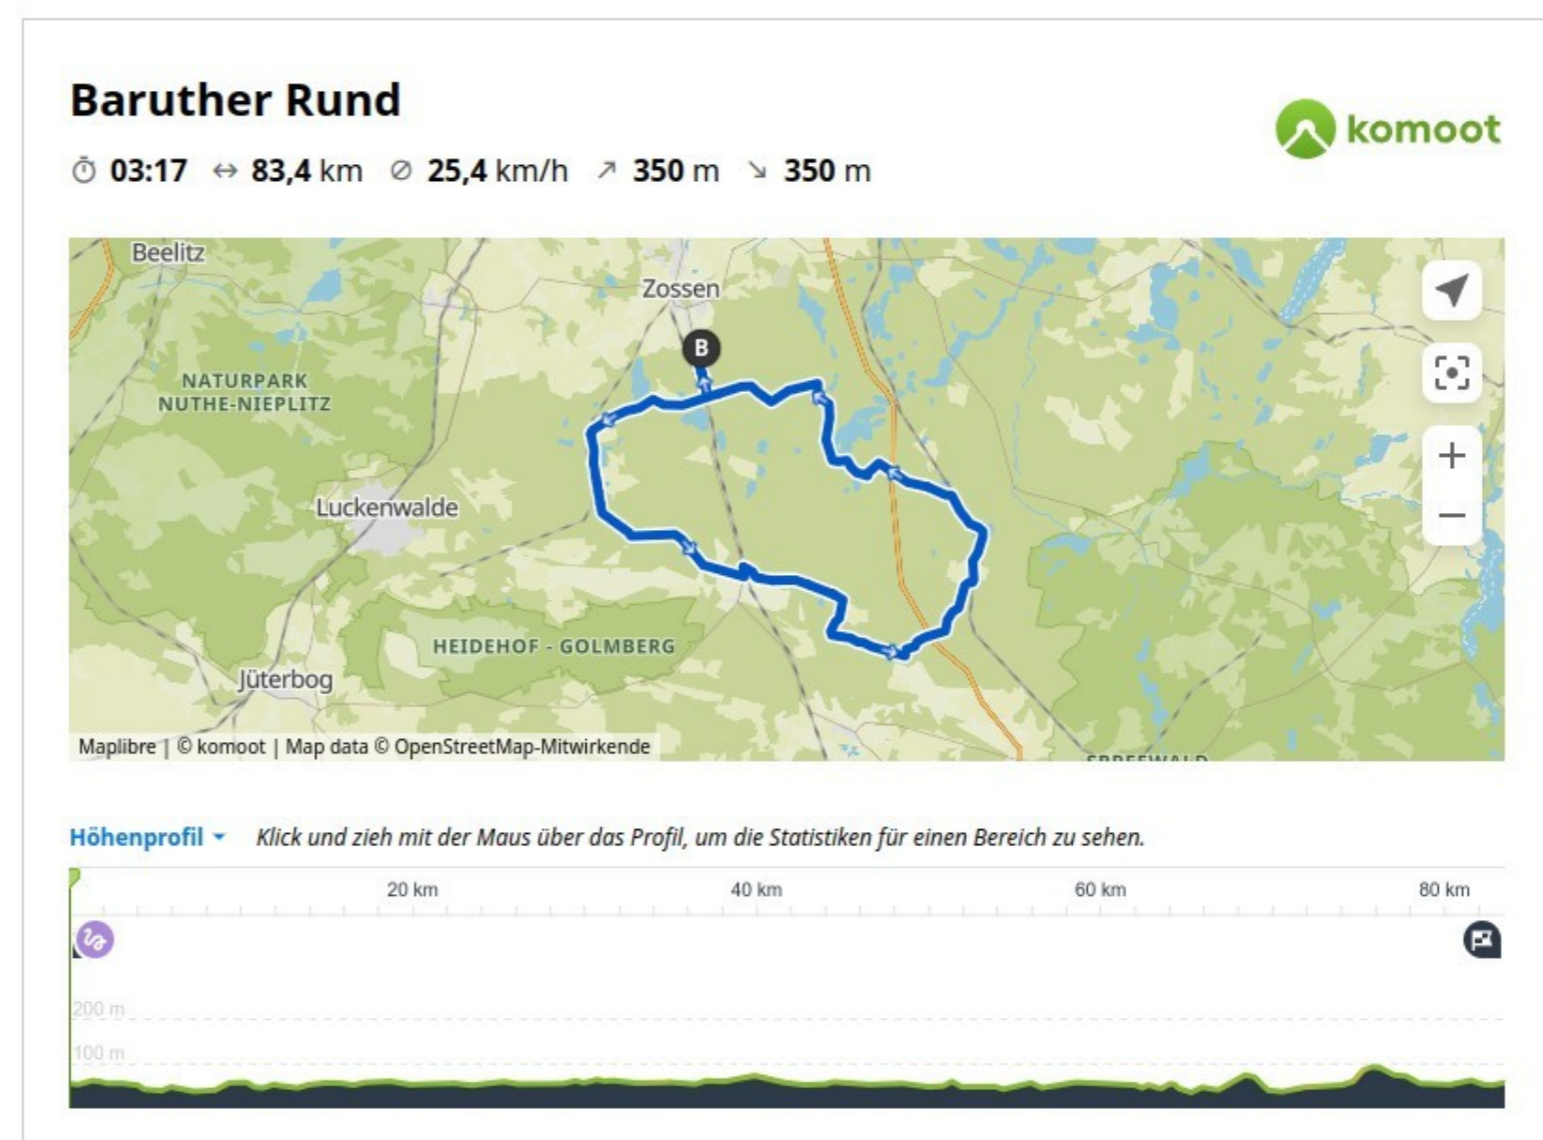 Baruther Rund
komoot
03:17 83,4 km 25,4 km/h 350 m 350 m
Beelitz
Zossen
B
NATURPARK
NUTHE-NIEPLITZ
Luckenwalde
HEIDEHOF - GOLMBERG
Jüterbog
Maplibre | © komoot | Map data © OpenStreetMap-Mitwirkende
SPREEWALD
Höhenprofil Klick und zieh mit der Maus über das Profil, um die Statistiken für einen Bereich zu sehen.
20 km 40 km 60 km 80 km
200 m
100 m